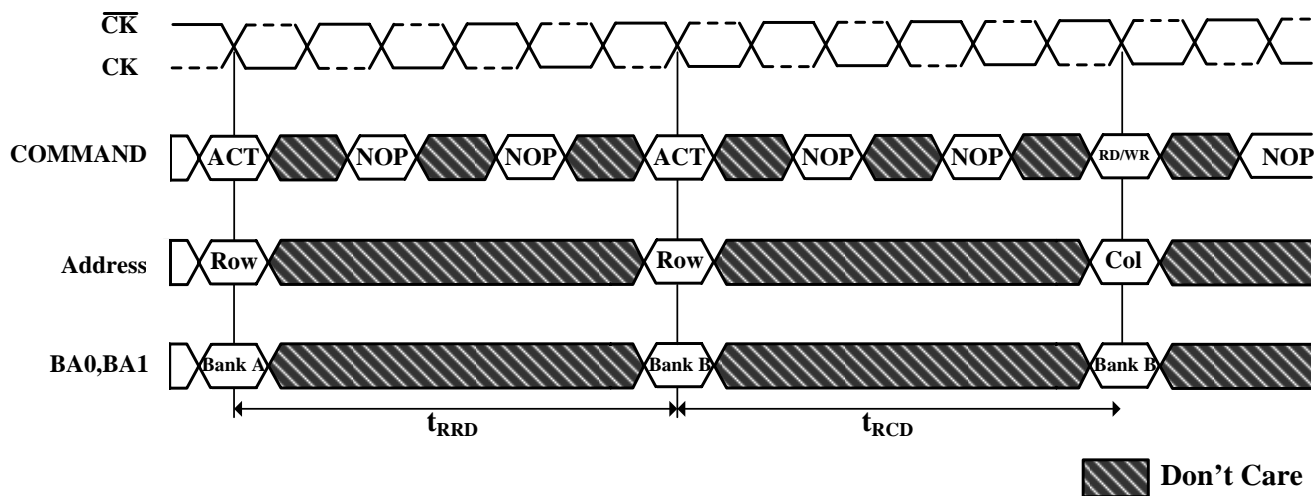 CK
CK
COMMAND ACT NOP NOP ACT NOP NOP RD/WR NOP
Address Row Row Col
BA0,BA1 Bank A Bank B Bank B
tRRD tRCD
Don't Care